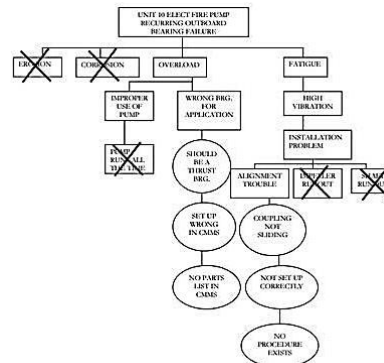 UNIT 10 ELECT FIRE PUMP
RECURRING OUTBOARD
BEARING FAILURE
EROSION
CORROSION
OVERLOAD
FATIGUE
IMPROPER
USE OF
PUMP
WRONG BRG.
FOR
APPLICATION
HIGH
VIBRATION
PUMP
RUN ALL
THE TIME
SHOULD
BE A
THRUST
BRG.
INSTALLATION
PROBLEM
ALIGNMENT
TROUBLE
IMPELLER
RUNOUT
SHAFT
SET UP
WRONG
IN CMMS
COUPLING
NOT
SLIDING
NO PARTS
LIST IN
CMMS
NOT SET UP
CORRECTLY
NO
PROCEDURE
EXISTS